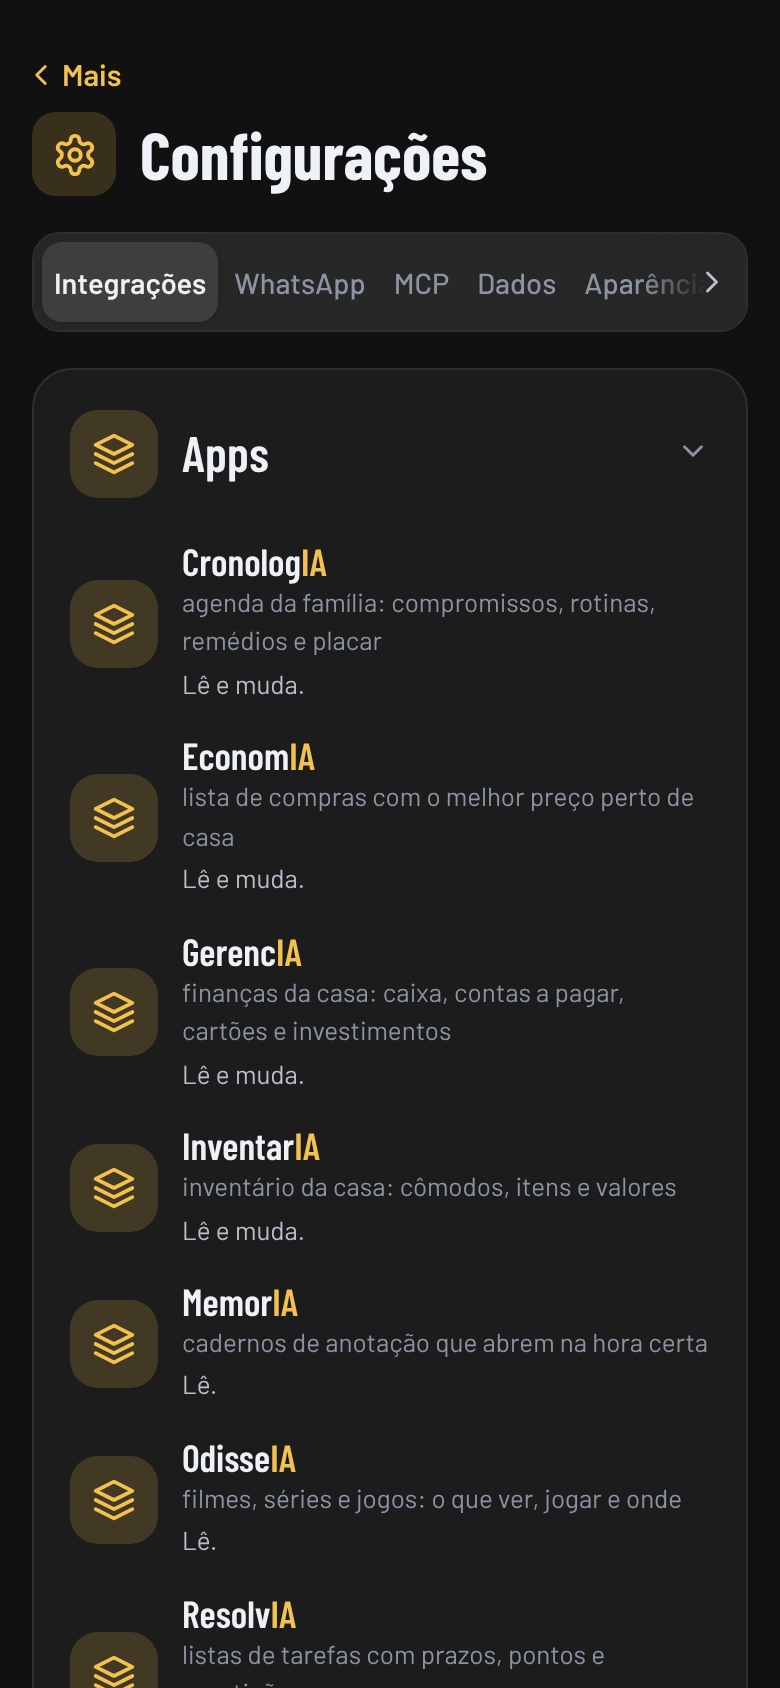 Mais
Configurações
Integrações WhatsApp MCP Dados Aparênci
Apps
CronologIA
agenda da família: compromissos, rotinas,
remédios e placar
Lê e muda.
EconomIA
lista de compras com o melhor preço perto de
casa
Lê e muda.
GerencIA
finanças da casa: caixa, contas a pagar,
cartões e investimentos
Lê e muda.
InventarIA
inventário da casa: cômodos, itens e valores
Lê e muda.
MemorIA
cadernos de anotação que abrem na hora certa
Lê.
OdisseIA
filmes, séries e jogos: o que ver, jogar e onde
Lê.
ResolvIA
listas de tarefas com prazos, pontos e